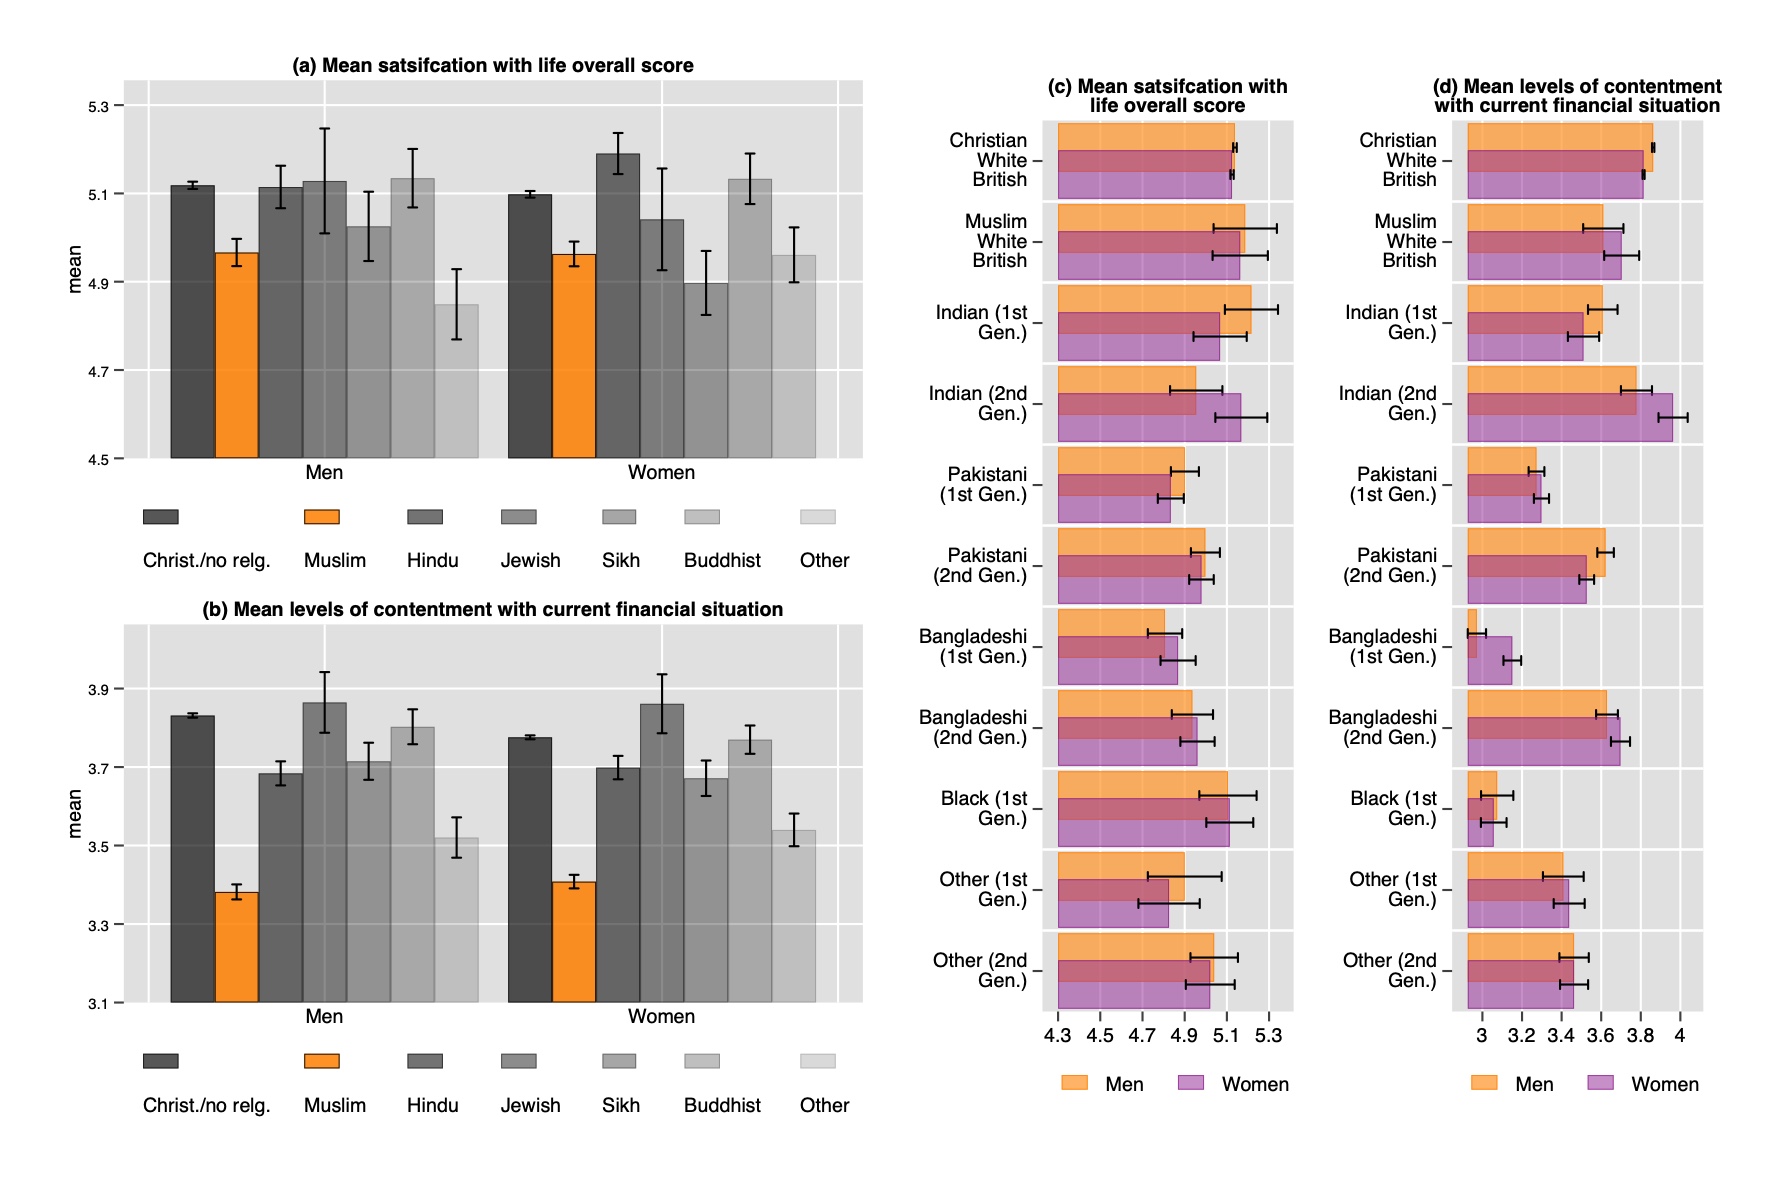 (a) Mean satsifcation with life overall score
5.3
5.1
4.9
4.7
4.5
mean
Men
Women
Christ./no relg.
Muslim
Hindu
Jewish
Sikh
Buddhist
Other
(b) Mean levels of contentment with current financial situation
3.9
3.7
3.5
3.3
3.1
mean
Men
Women
Christ./no relg.
Muslim
Hindu
Jewish
Sikh
Buddhist
Other
(c) Mean satsifcation with
life overall score
Christian
White
British
Muslim
White
British
Indian (1st
Gen.)
Indian (2nd
Gen.)
Pakistani
(1st Gen.)
Pakistani
(2nd Gen.)
Bangladeshi
(1st Gen.)
Bangladeshi
(2nd Gen.)
Black (1st
Gen.)
Other (1st
Gen.)
Other (2nd
Gen.)
4.3 4.5 4.7 4.9 5.1 5.3
Men
Women
(d) Mean levels of contentment
with current financial situation
Christian
White
British
Muslim
White
British
Indian (1st
Gen.)
Indian (2nd
Gen.)
Pakistani
(1st Gen.)
Pakistani
(2nd Gen.)
Bangladeshi
(1st Gen.)
Bangladeshi
(2nd Gen.)
Black (1st
Gen.)
Other (1st
Gen.)
Other (2nd
Gen.)
3 3.2 3.4 3.6 3.8 4
Men
Women